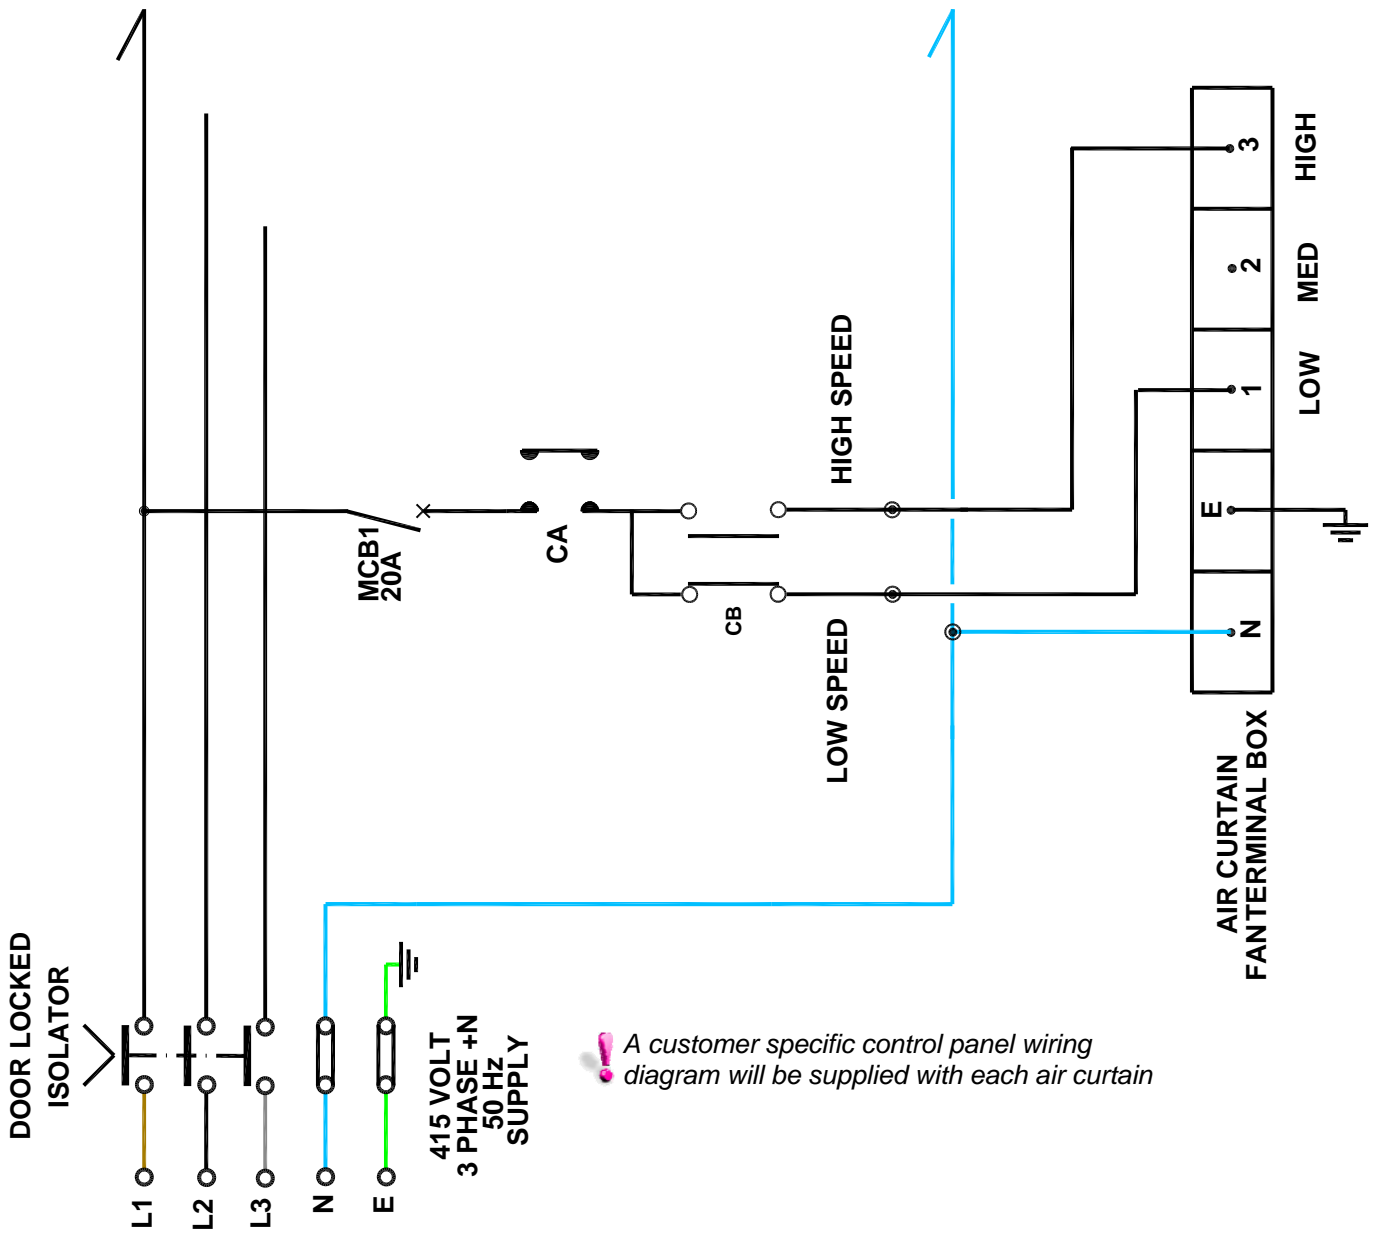 DOOR LOCKED
ISOLATOR
L1
L2
L3
N
E
415 VOLT
3 PHASE +N
50 Hz
SUPPLY
MCB1
20A
CA
CB
HIGH SPEED
LOW SPEED
3
2
1
E
N
HIGH
MED
LOW
AIR CURTAIN
FAN TERMINAL BOX
A customer specific control panel wiring
diagram will be supplied with each air curtain